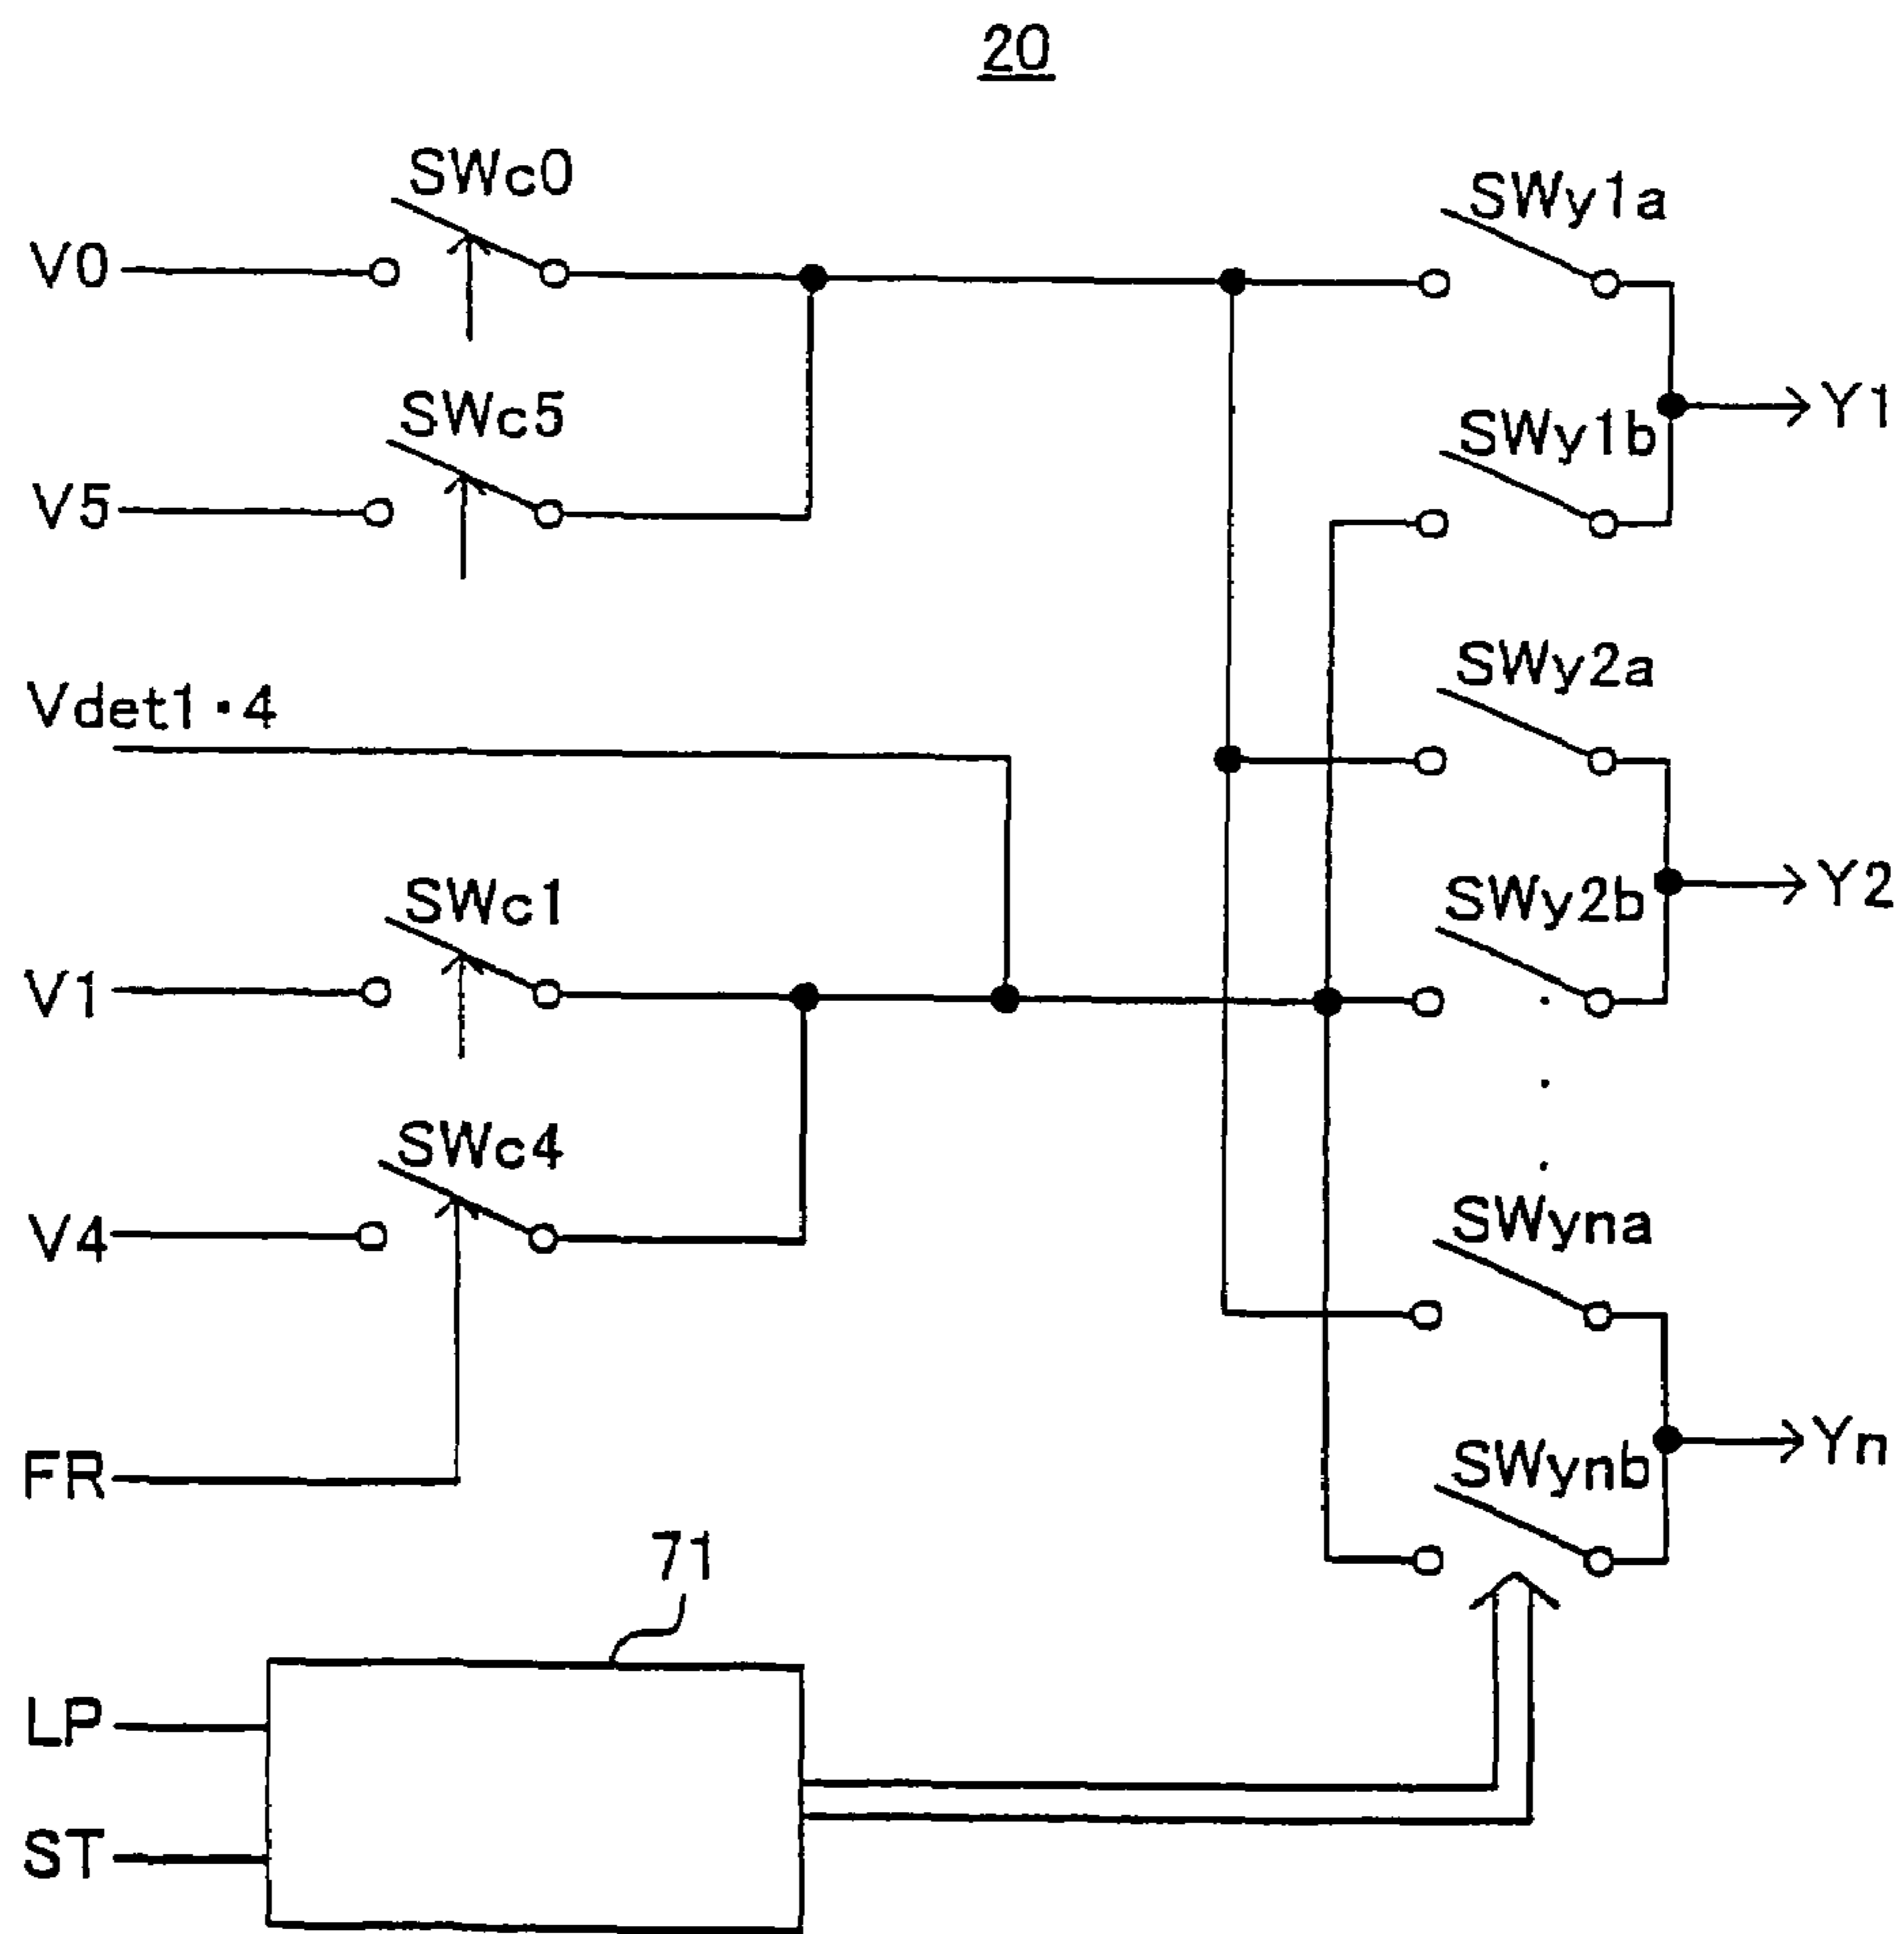 20
SWc0
SWy1a
V0
SWc5
SWy1b
Y1
V5
SWy2a
Vdet1・4
SWc1
SWy2b
Y2
V1
SWc4
SWyna
V4
SWynb
Yn
FR
71
LP
ST